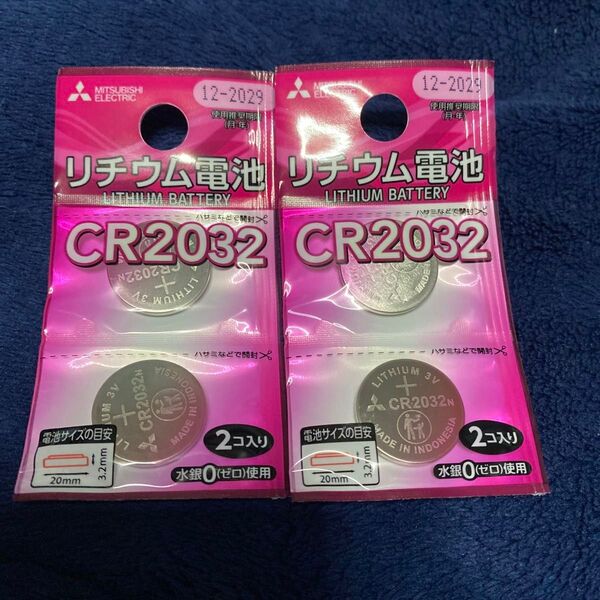 MITSUBISHI
ELECTRIC
12-2029
使用推奨期限
(月-年)
リチウム電池
LITHIUM BATTERY
ハサミなどで開封
CR2032
CR2032N
LITHIUM 3V
ハサミなどで開封
LITHIUM 3V
CR2032N
MADE IN INDONESIA
電池サイズの目安
20mm
3.2mm
2コ入り
水銀0(ゼロ)使用
MITSUBISHI
ELECTRIC
12-2029
使用推奨期限
(月-年)
リチウム電池
LITHIUM BATTERY
ハサミなどで開封
CR2032
ハサミなどで開封
LITHIUM 3V
CR2032N
MADE IN INDONESIA
電池サイズの目安
20mm
3.2mm
2コ入り
水銀0(ゼロ)使用